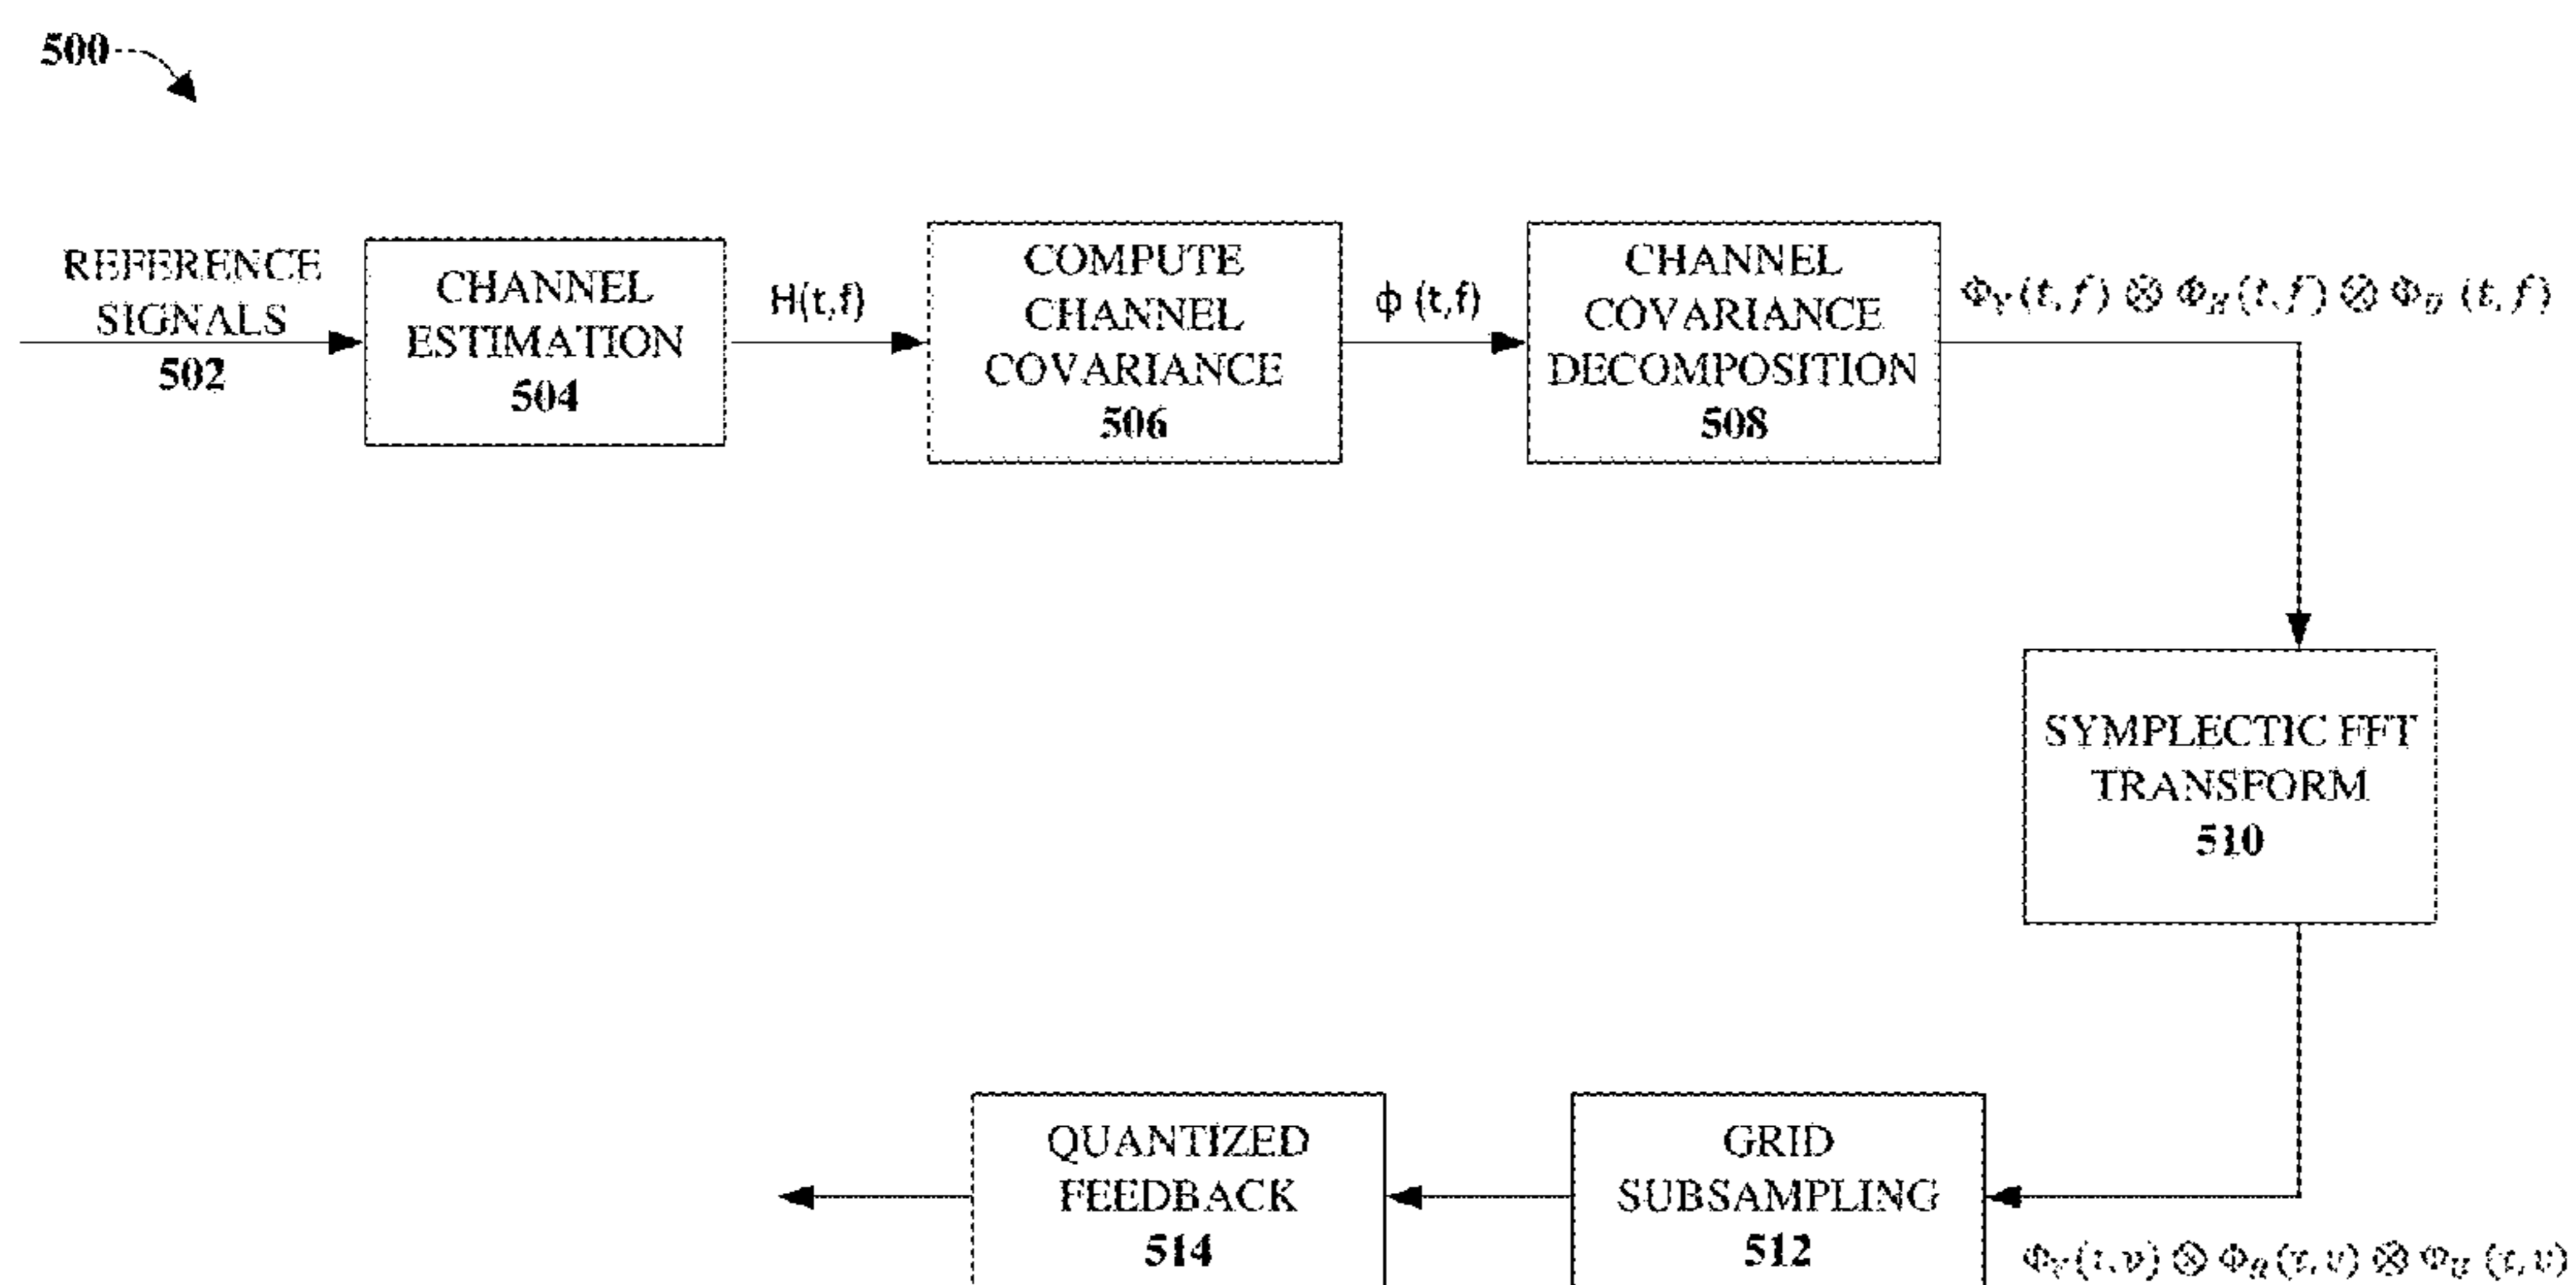 500
REFERENCE
SIGNALS
502
CHANNEL
ESTIMATION
504
H(t,f)
COMPUTE
CHANNEL
COVARIANCE
506
ϕ (t,f)
CHANNEL
COVARIANCE
DECOMPOSITION
508
SYMPLECTIC FFT
TRANSFORM
510
QUANTIZED
FEEDBACK
514
GRID
SUBSAMPLING
512